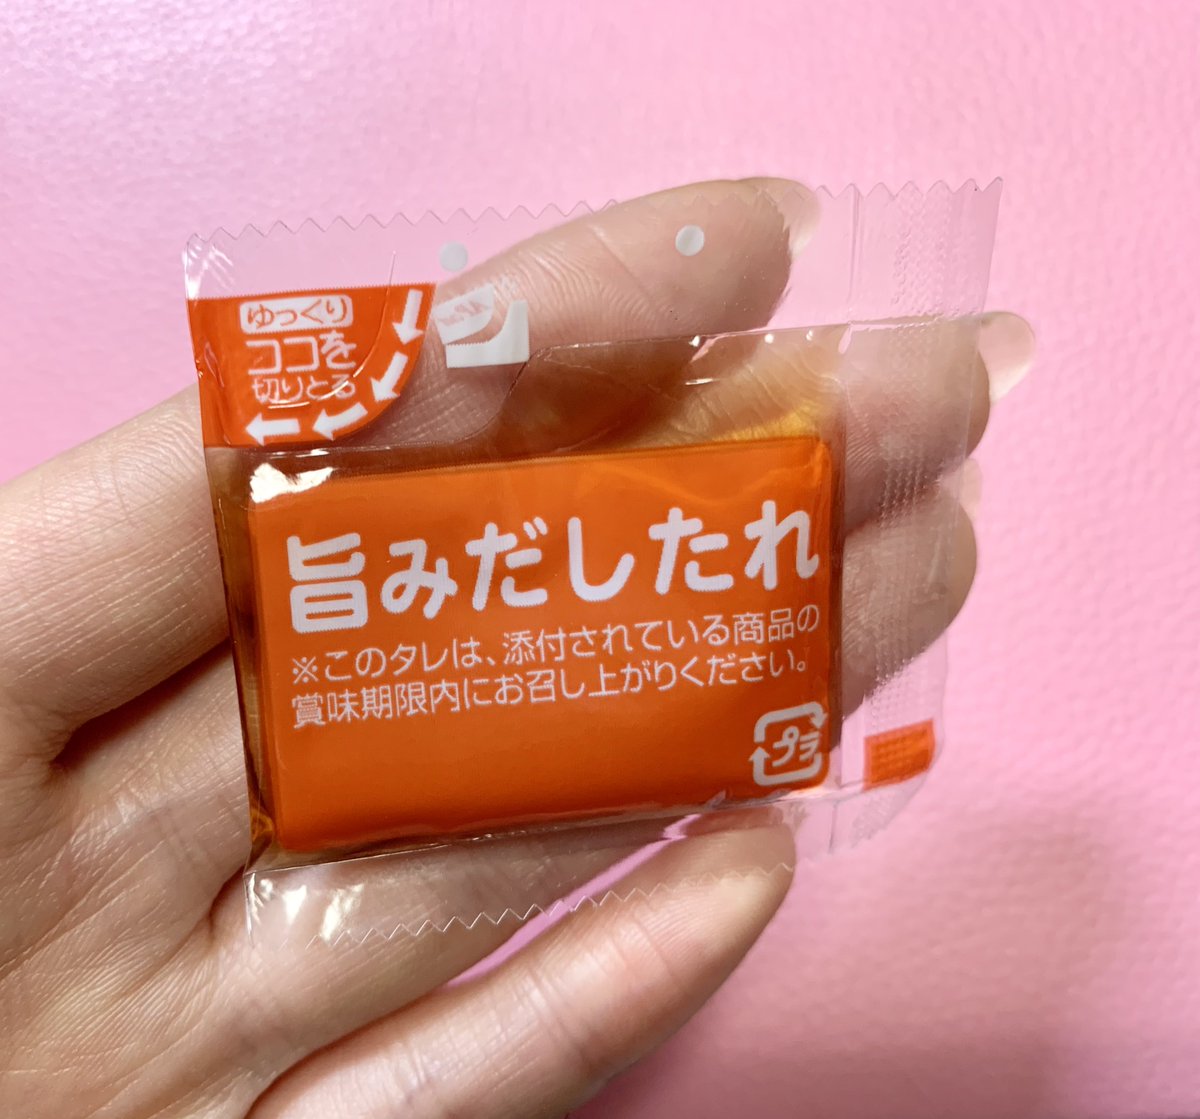 ゆっくり
ココを
切りとる
旨みだしたれ
※このタレは、添付されている商品の
賞味期限内にお召し上がりください。
プラ